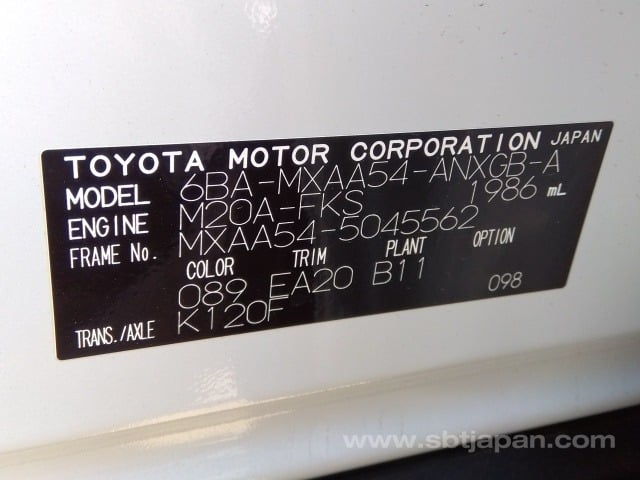 TOYOTA MOTOR CORPORATION JAPAN
MODEL 6BA-MXAA54-ANXGB-A
ENGINE M20A-FKS 1986 mL
FRAME No. MXAA54-5045562
COLOR TRIM PLANT OPTION
089 EA20 B11 098
TRANS./AXLE K120F
www.sbtjapan.com